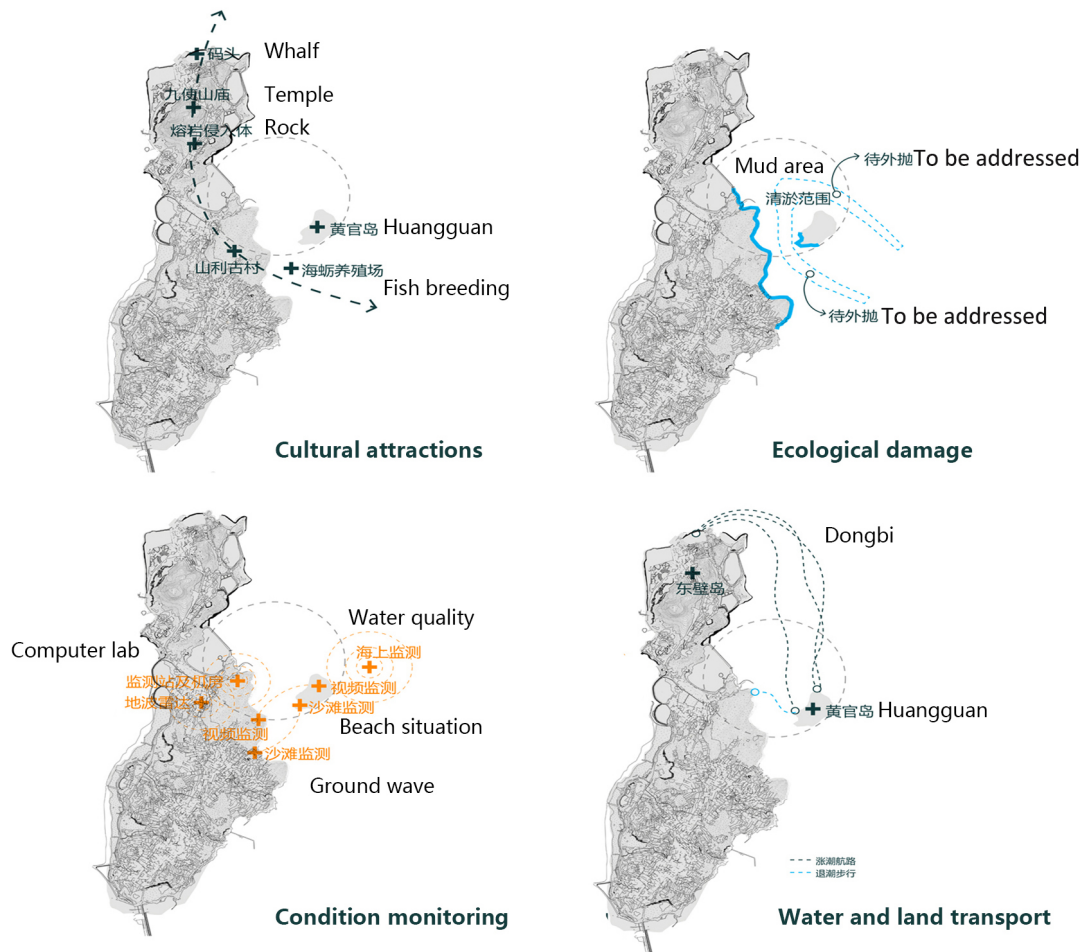 码头 Whalf
九使山庙 Temple
熔岩侵入体 Rock
黄官岛 Huangguan
山利古村
海蛎养殖场
Fish breeding
Cultural attractions
Mud area
待外抛 To be addressed
清淤范围
待外抛 To be addressed
Ecological damage
Water quality
Computer lab
海上监测
监测站及机房
视频监测
地波雷达
沙滩监测
Beach situation
视频监测
沙滩监测
Ground wave
Condition monitoring
Dongbi
东壁岛
黄官岛 Huangguan
涨潮航路
退潮步行
Water and land transport